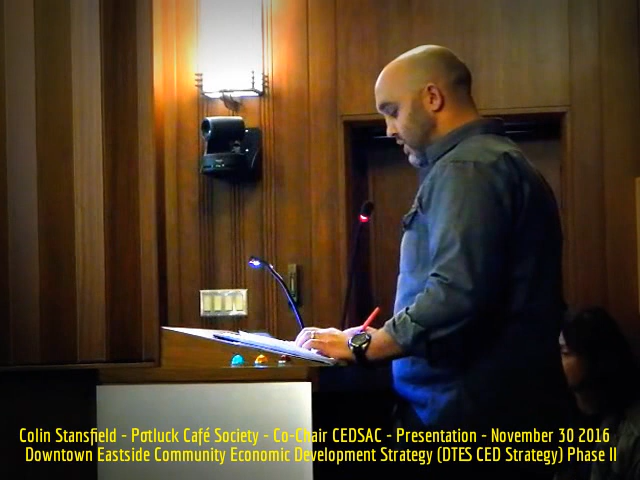 Colin Stansfield - Potluck Café Society - Co-Chair CEDSAC - Presentation - November 30 2016
Downtown Eastside Community Economic Development Strategy (DTES CED Strategy) Phase II